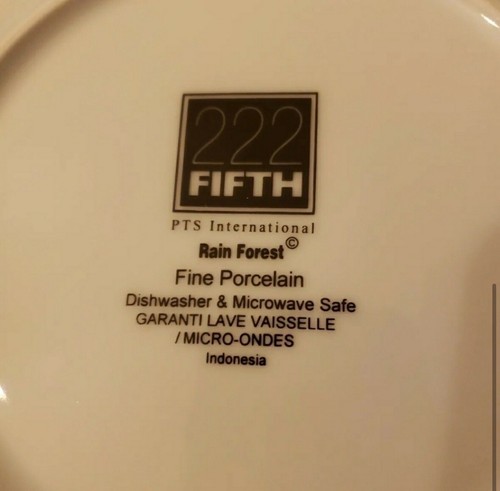 222
FIFTH
PTS International
Rain Forest©
Fine Porcelain
Dishwasher & Microwave Safe
GARANTI LAVE VAISSELLE
/ MICRO-ONDES
Indonesia